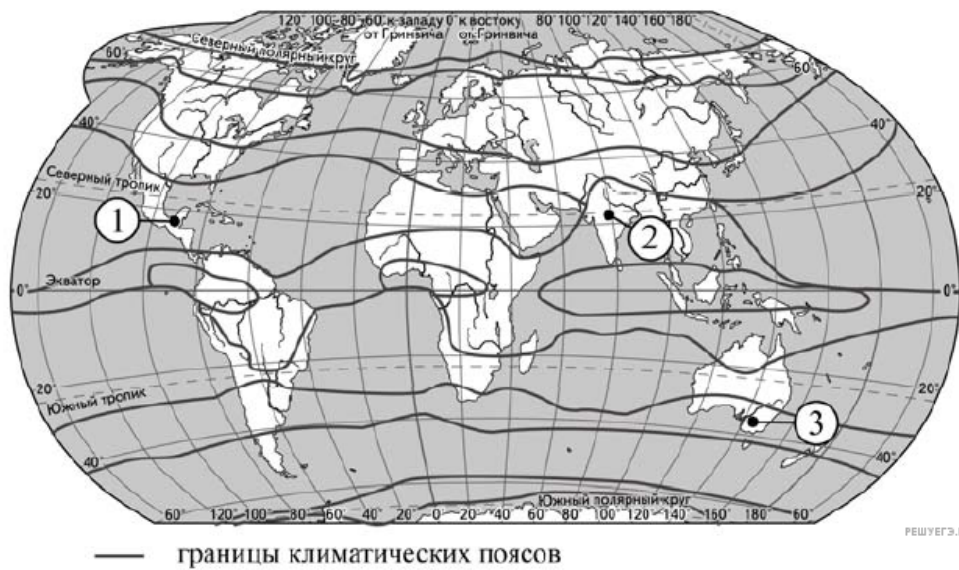 120° 100° 80° 60° к западу 0° к востоку 80° 100° 120° 140° 160° 180°
от Гринвича от Гринвича
Северный полярный круг
60° 60°
40° 40°
Северный тропик
20° 20°
1
2
Экватор
0° 0°
20° 20°
Южный тропик
3
40° 40°
Южный полярный круг
60° 120° 100° 80° 60° 40° 20° 0° 20° 40° 60° 80° 100° 120° 140° 160° 180° 60°
РЕШУЕГЭ.
границы климатических поясов